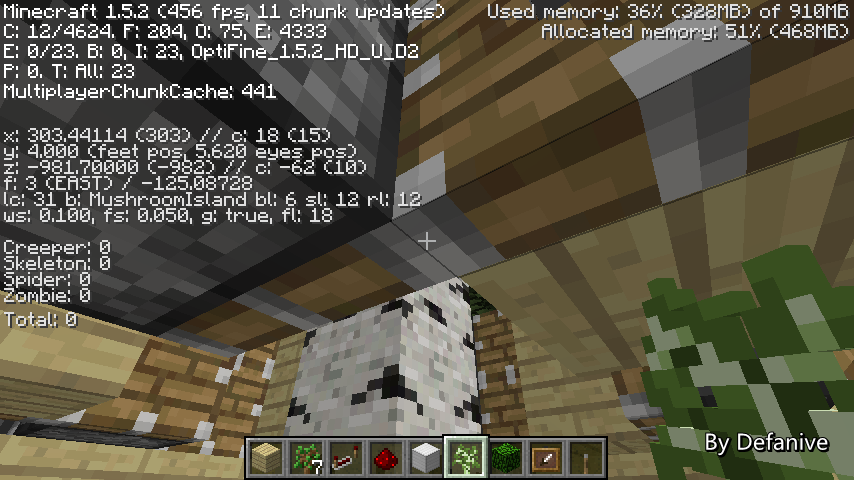 Minecraft 1.5.2 (456 fps, 11 chunk updates)
C: 12/4624. F: 204, O: 75, E: 4333
E: 0/23. B: 0, I: 23, OptiFine_1.5.2_HD_U_D2
P: 0. T: All: 23
MultiplayerChunkCache: 441
Used memory: 36% (328MB) of 910MB
Allocated memory: 51% (468MB)
x: 303.44114 (303) // c: 18 (15)
y: 4.000 (feet pos, 5.620 eyes pos)
z: -981.70000 (-982) // c: -62 (10)
f: 3 (EAST) / -125.08728
lc: 31 b: MushroomIsland bl: 6 sl: 12 rl: 12
ws: 0.100, fs: 0.050, g: true, fl: 18
Creeper: 0
Skeleton: 0
Spider: 0
Zombie: 0
Total: 0
7
By Defanive